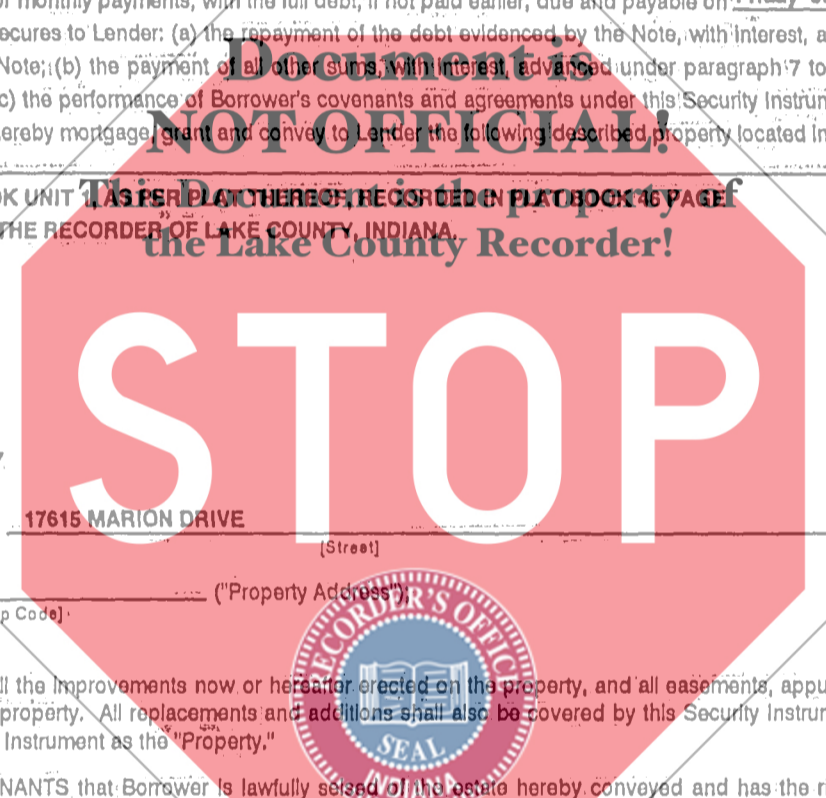 monthly payments, with the full debt, if not paid earlier, due and payable on
ecures to Lender: (a) the repayment of the debt evidenced by the Note, with interest, a
Document is
Note; (b) the payment of all other sums, with interest, advanced under paragraph 7 to
c) the performance of Borrower's covenants and agreements under this Security Instrum
NOT OFFICIAL!
ereby mortgage, grant and convey to Lender the following described property located in
This Document is the property of
OK UNIT 1, AS PER PLAT THEREOF, RECORDED IN PLAT BOOK 46 PAGE
THE RECORDER OF LAKE COUNTY, INDIANA.
the Lake County Recorder!
STOP
17615 MARION DRIVE
[Street]
("Property Address");
p Code]
RECORDER'S OFFIC
ll the improvements now or hereafter erected on the property, and all easements, appu
property. All replacements and additions shall also be covered by this Security Instrum
Instrument as the "Property."
SEAL
INDIANA
NANTS that Borrower is lawfully seised of the estate hereby conveyed and has the r